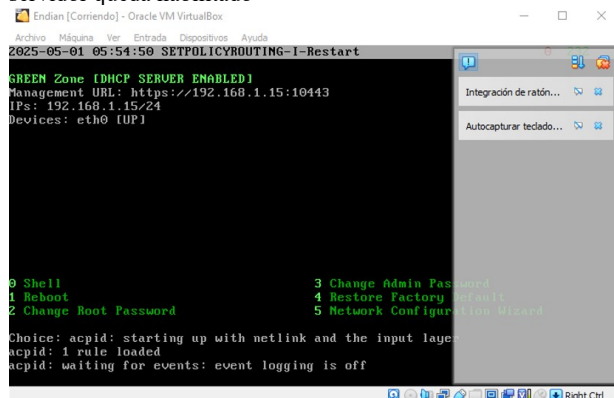 servidor queda habilitado
Endian [Corriendo] - Oracle VM VirtualBox
Archivo Máquina Ver Entrada Dispositivos Ayuda
2025-05-01 05:54:50 SETPOLICYROUTING-I-Restart
GREEN Zone [DHCP SERVER ENABLED]
Management URL: https://192.168.1.15:10443
IPs: 192.168.1.15/24
Devices: eth0 [UP]
Integración de ratón...
Autocapturar teclado...
0 Shell 3 Change Admin Password
1 Reboot 4 Restore Factory Default
2 Change Root Password 5 Network Configuration Wizard
Choice: acpid: starting up with netlink and the input layer
acpid: 1 rule loaded
acpid: waiting for events: event logging is off
Right Ctrl